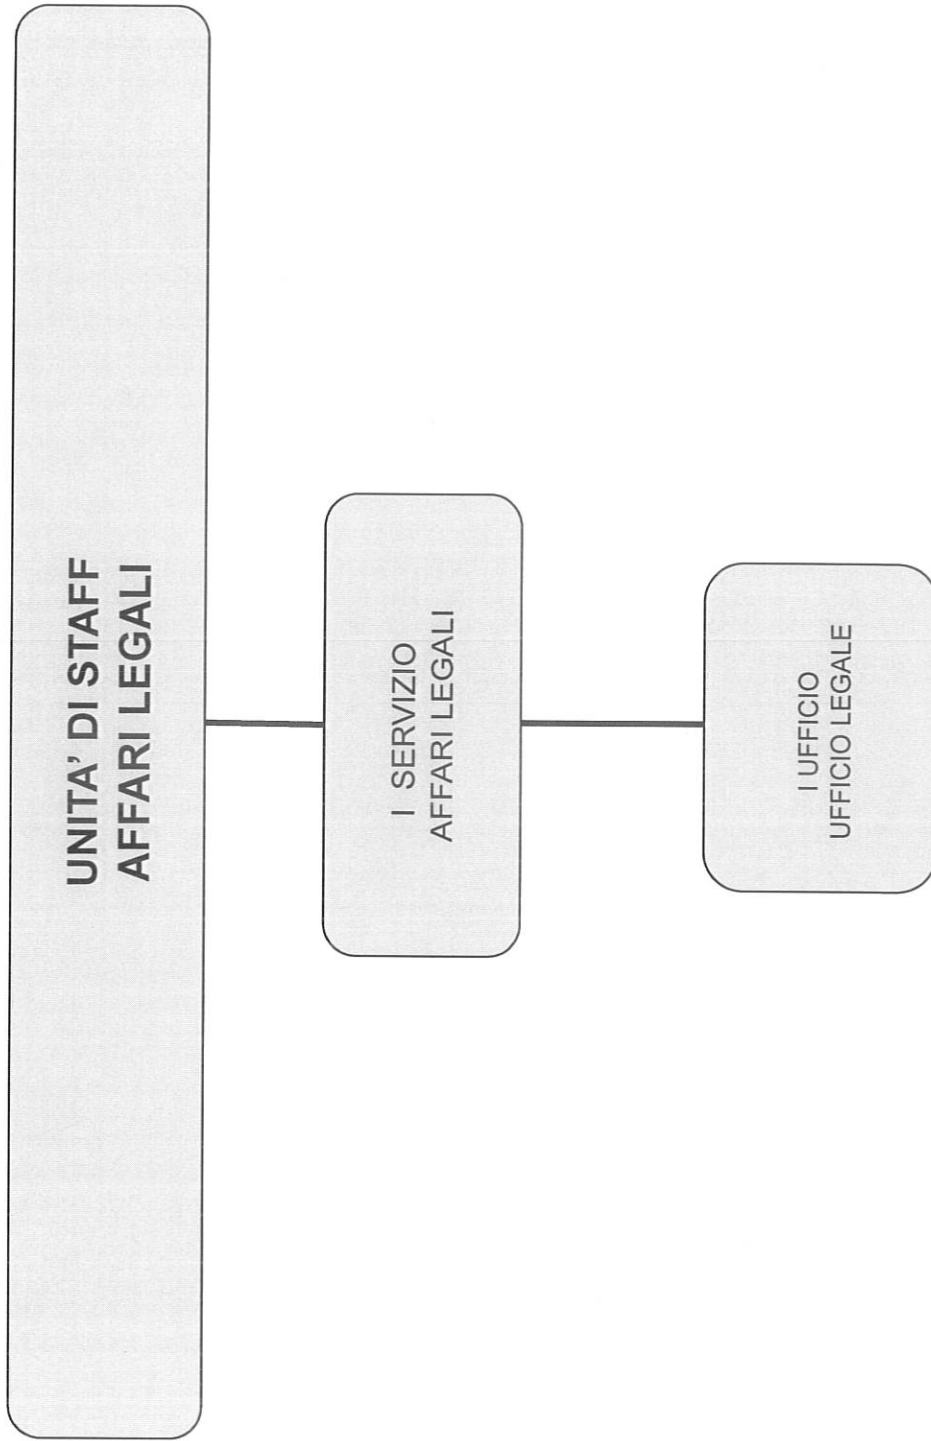 UNITA' DI STAFF
AFFARI LEGALI
I SERVIZIO
AFFARI LEGALI
I UFFICIO
UFFICIO LEGALE